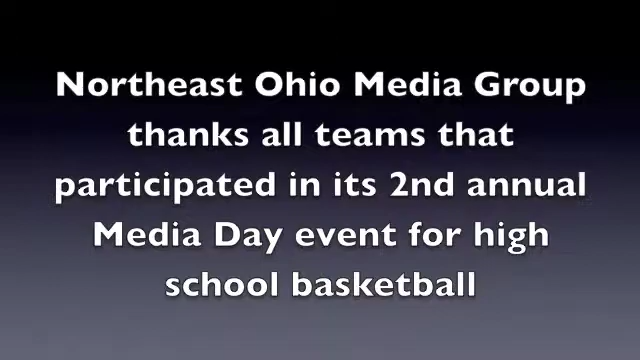 Northeast Ohio Media Group
thanks all teams that
participated in its 2nd annual
Media Day event for high
school basketball